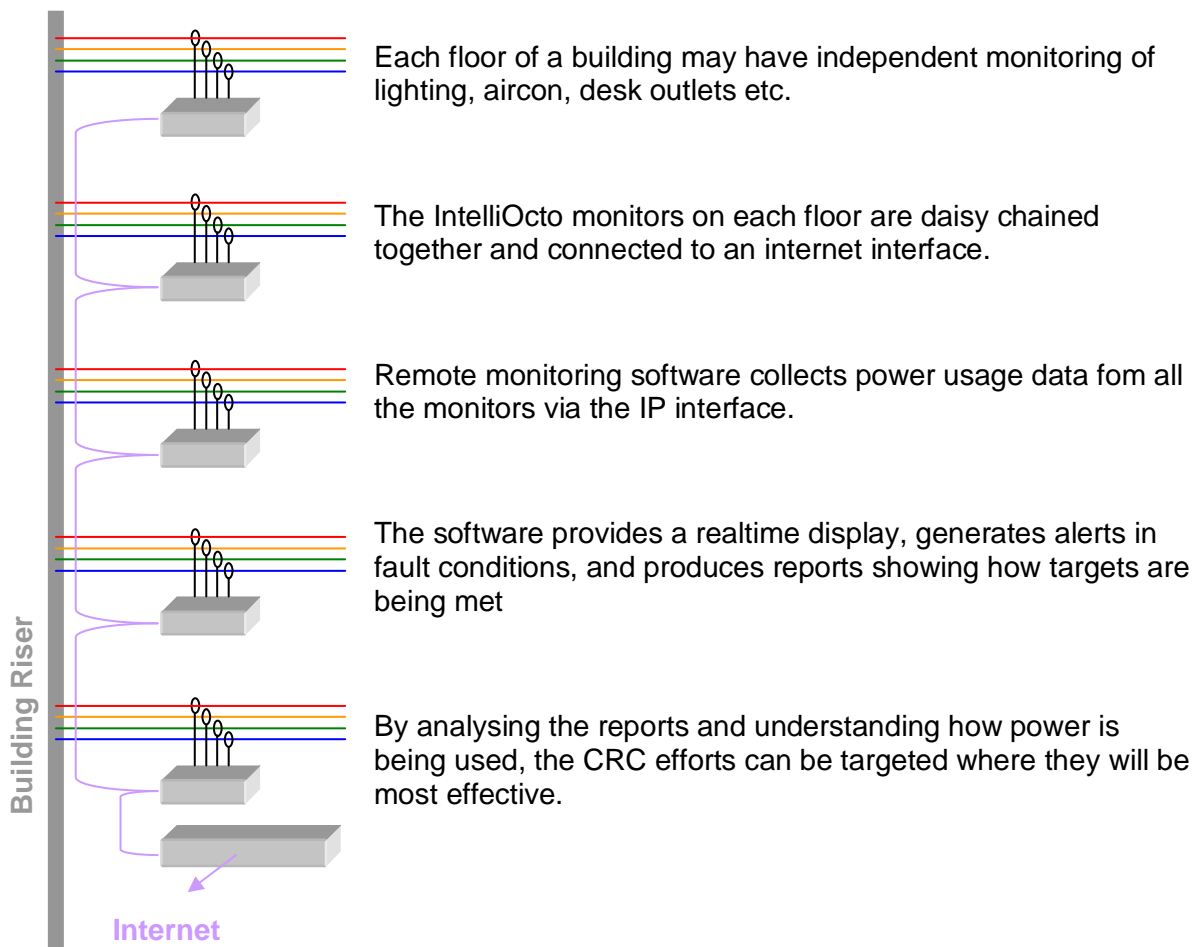 Each floor of a building may have independent monitoring of
lighting, aircon, desk outlets etc.
The IntelliOcto monitors on each floor are daisy chained
together and connected to an internet interface.
Remote monitoring software collects power usage data fom all
the monitors via the IP interface.
The software provides a realtime display, generates alerts in
fault conditions, and produces reports showing how targets are
being met
By analysing the reports and understanding how power is
being used, the CRC efforts can be targeted where they will be
most effective.
Building Riser
Internet